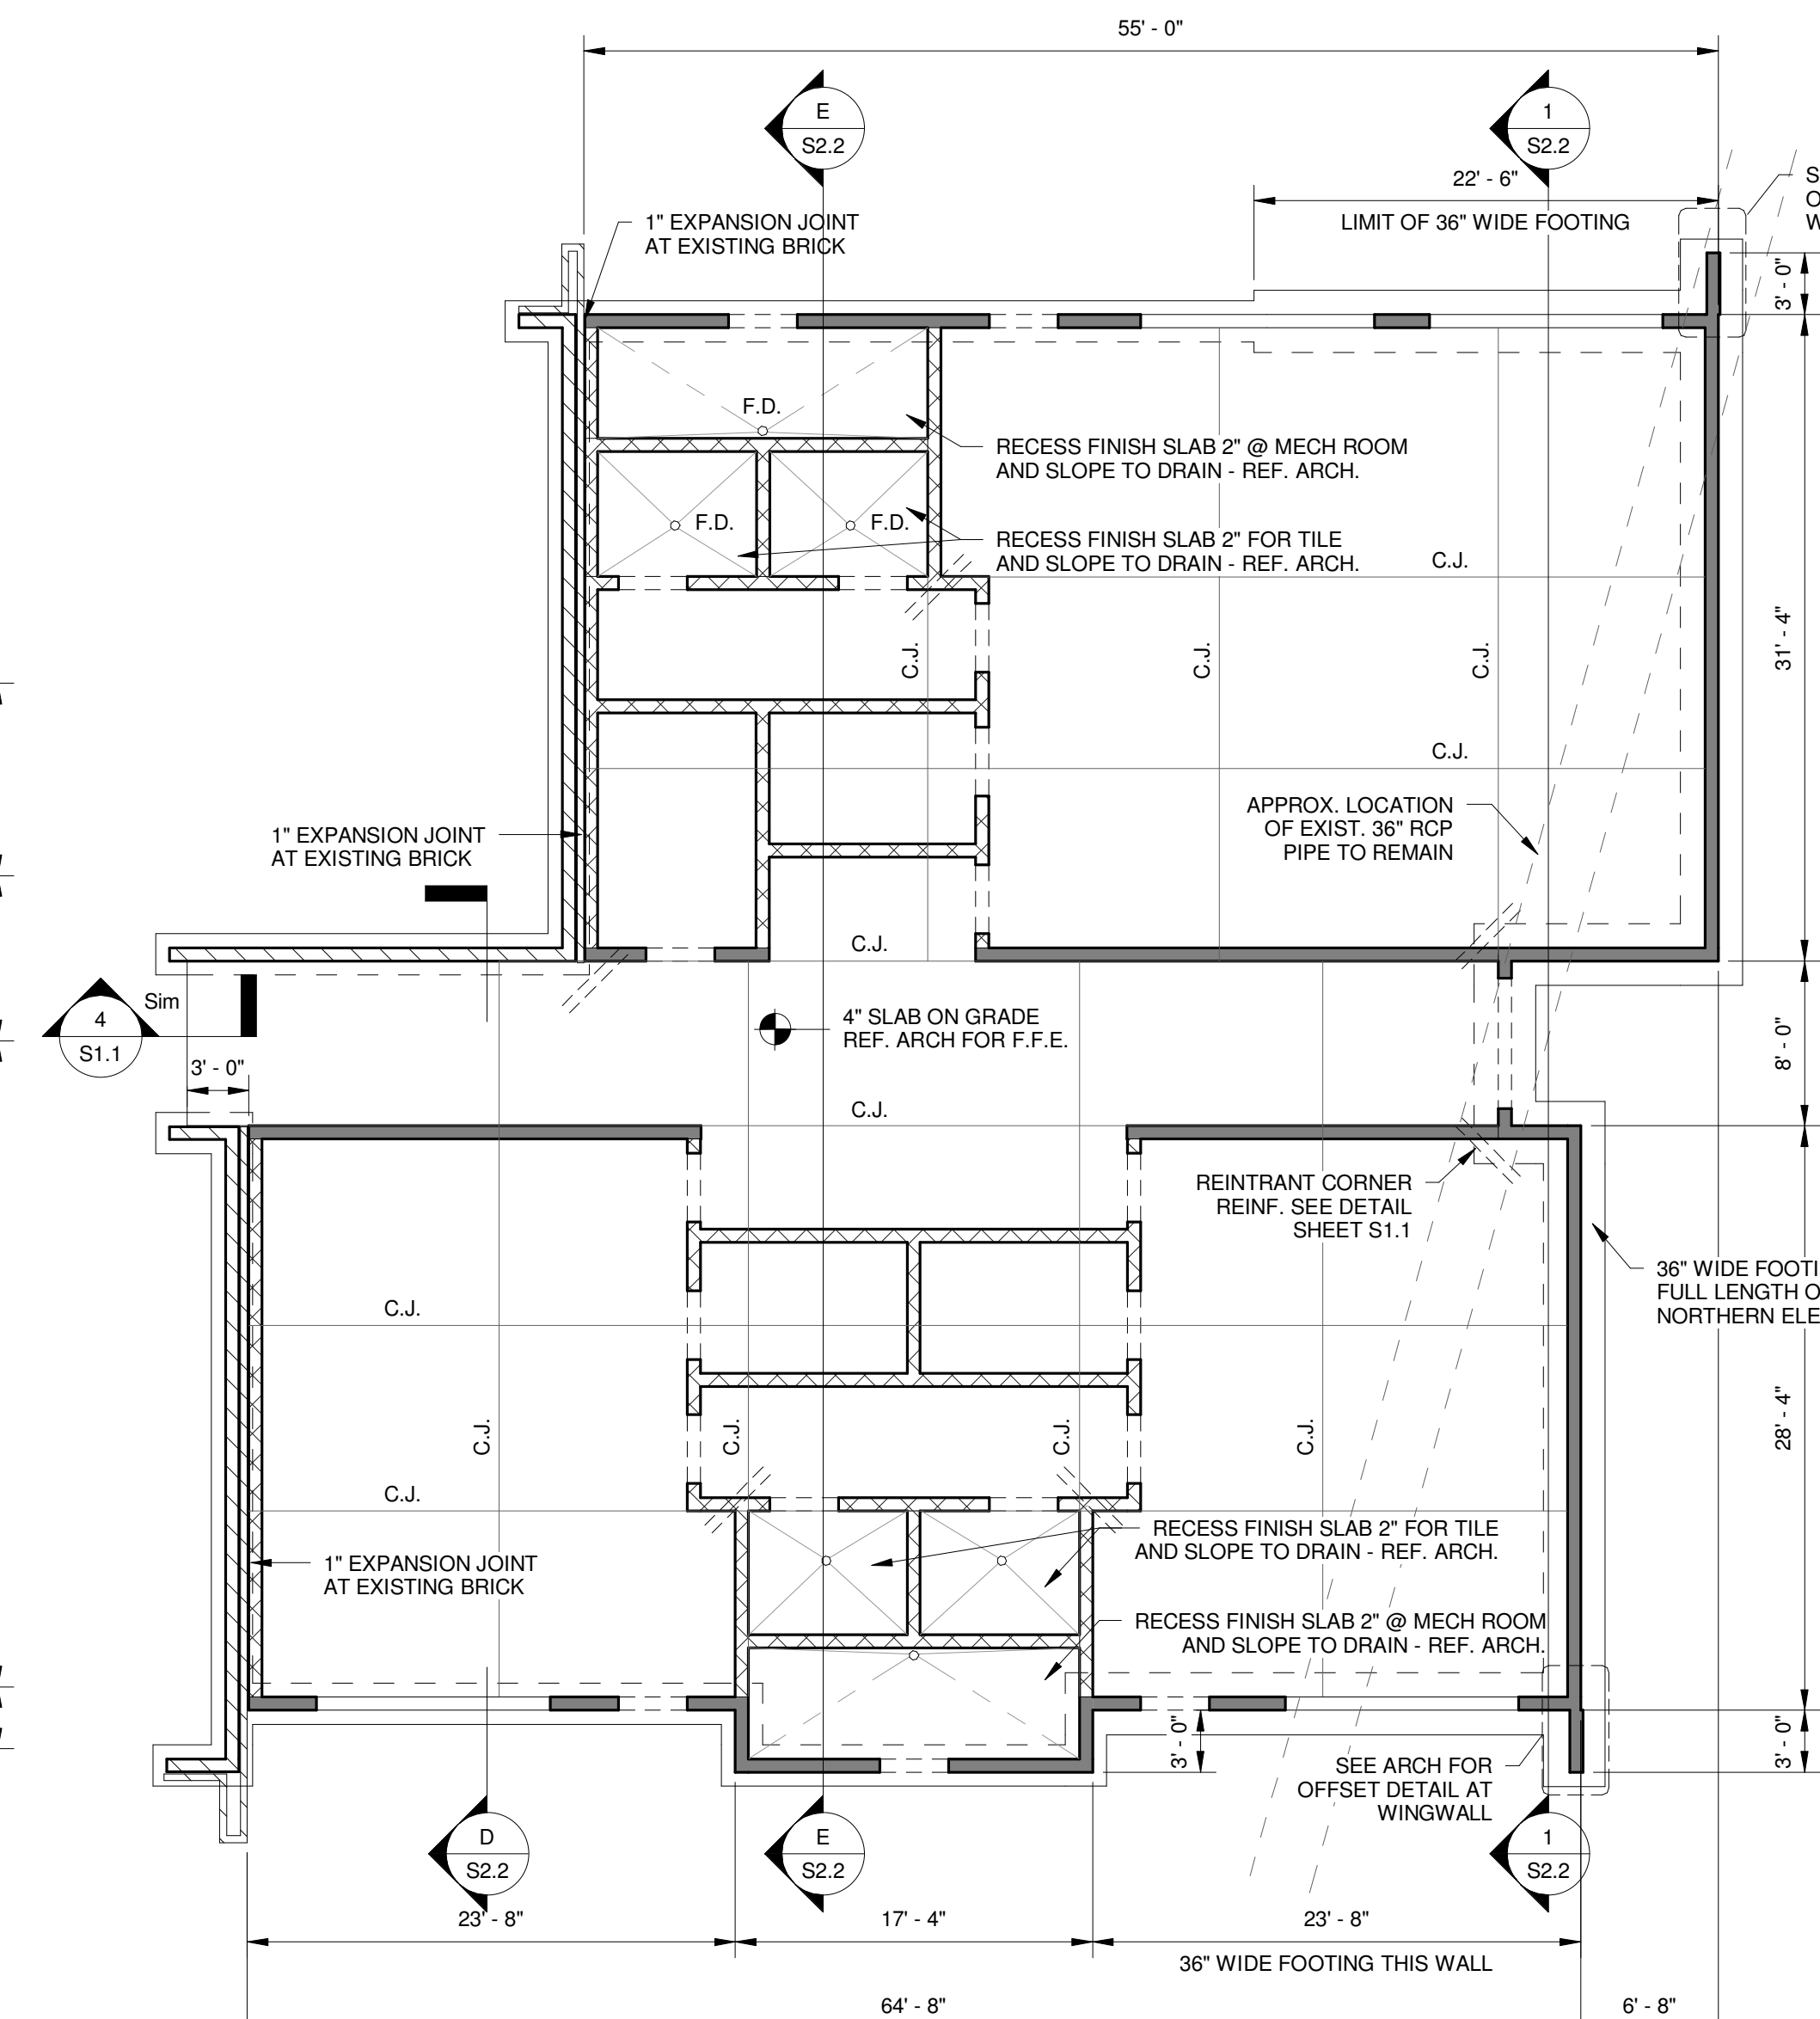 55' - 0"
E
S2.2
1
S2.2
22' - 6"
LIMIT OF 36" WIDE FOOTING
S
O
W
1" EXPANSION JOINT
AT EXISTING BRICK
3' - 0"
F.D.
RECESS FINISH SLAB 2" @ MECH ROOM
AND SLOPE TO DRAIN - REF. ARCH.
F.D.
F.D.
RECESS FINISH SLAB 2" FOR TILE
AND SLOPE TO DRAIN - REF. ARCH.
C.J.
31' - 4"
C.J.
C.J.
C.J.
C.J.
APPROX. LOCATION
OF EXIST. 36" RCP
PIPE TO REMAIN
1" EXPANSION JOINT
AT EXISTING BRICK
C.J.
4
S1.1
Sim
4" SLAB ON GRADE
REF. ARCH FOR F.F.E.
8' - 0"
3' - 0"
C.J.
REINTRANT CORNER
REINF. SEE DETAIL
SHEET S1.1
36" WIDE FOOTI
FULL LENGTH O
NORTHERN ELE
C.J.
28' - 4"
C.J.
C.J.
C.J.
C.J.
C.J.
RECESS FINISH SLAB 2" FOR TILE
AND SLOPE TO DRAIN - REF. ARCH.
1" EXPANSION JOINT
AT EXISTING BRICK
RECESS FINISH SLAB 2" @ MECH ROOM
AND SLOPE TO DRAIN - REF. ARCH.
3' - 0"
3' - 0"
SEE ARCH FOR
OFFSET DETAIL AT
WINGWALL
D
S2.2
E
S2.2
1
S2.2
23' - 8"
17' - 4"
23' - 8"
36" WIDE FOOTING THIS WALL
64' - 8"
6' - 8"